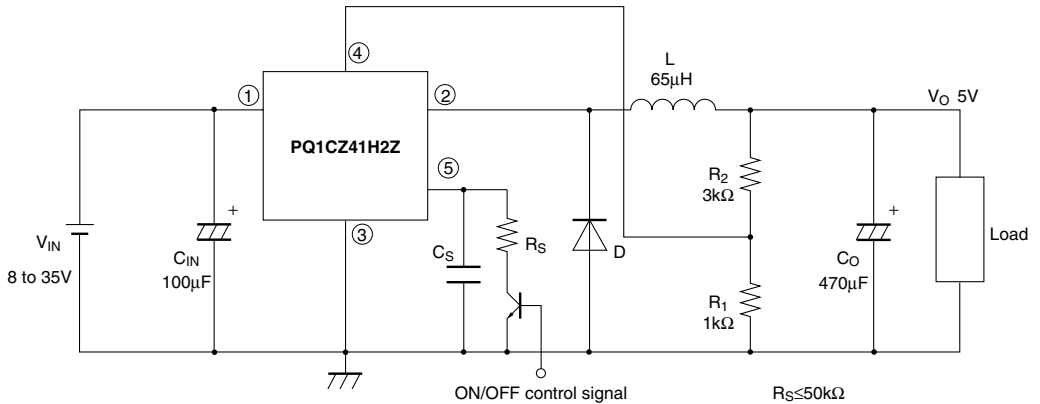 ④
L
65μH
①
②
VO 5V
PQ1CZ41H2Z
R2
3kΩ
⑤
+
+
③
VIN
8 to 35V
CIN
100μF
CS
RS
D
CO
470μF
Load
R1
1kΩ
ON/OFF control signal
RS≤50kΩ